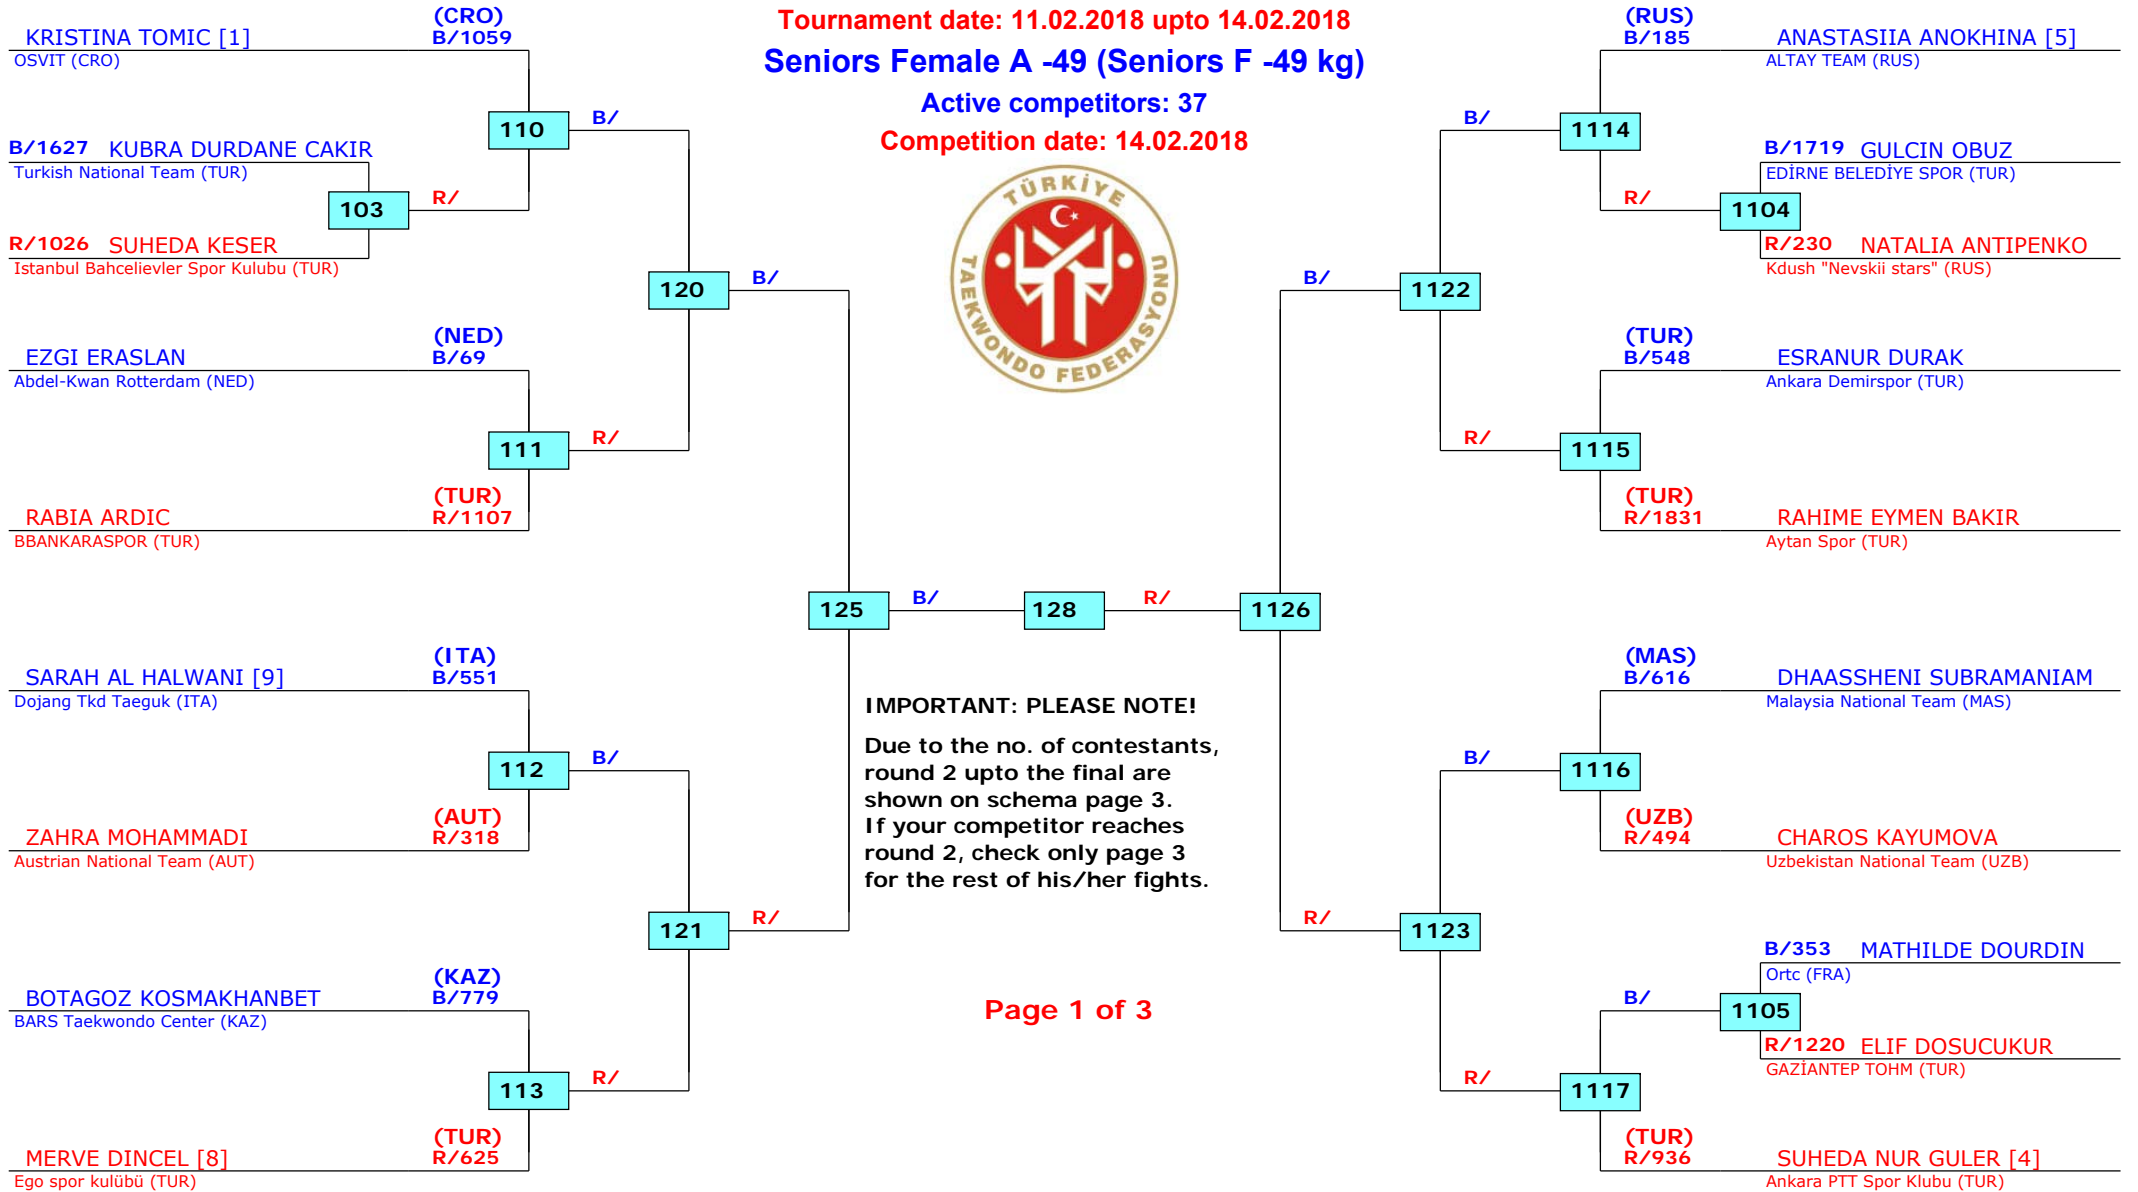 Tournament date: 11.02.2018 upto 14.02.2018
Seniors Female A -49 (Seniors F -49 kg)
Active competitors: 37
Competition date: 14.02.2018
TÜRKİYE
TAEKWONDO FEDERASYONU
KRISTINA TOMIC [1]
(CRO)
B/1059
OSVIT (CRO)
110
B/
B/1627 KUBRA DURDANE CAKIR
Turkish National Team (TUR)
103
R/
R/1026 SUHEDA KESER
Istanbul Bahcelievler Spor Kulubu (TUR)
120
B/
EZGI ERASLAN
(NED)
B/69
Abdel-Kwan Rotterdam (NED)
111
R/
RABIA ARDIC
(TUR)
R/1107
BBANKARASPOR (TUR)
125
B/
128
R/
1126
SARAH AL HALWANI [9]
(ITA)
B/551
Dojang Tkd Taeguk (ITA)
112
B/
ZAHRA MOHAMMADI
(AUT)
R/318
Austrian National Team (AUT)
121
R/
BOTAGOZ KOSMAKHANBET
(KAZ)
B/779
BARS Taekwondo Center (KAZ)
113
R/
MERVE DINCEL [8]
(TUR)
R/625
Ego spor kulübü (TUR)
IMPORTANT: PLEASE NOTE!
Due to the no. of contestants,
round 2 upto the final are
shown on schema page 3.
If your competitor reaches
round 2, check only page 3
for the rest of his/her fights.
Page 1 of 3
(RUS)
B/185
ANASTASIIA ANOKHINA [5]
ALTAY TEAM (RUS)
B/
1114
B/1719 GULCIN OBUZ
EDİRNE BELEDİYE SPOR (TUR)
R/
1104
R/230 NATALIA ANTIPENKO
Kdush "Nevskii stars" (RUS)
B/
1122
(TUR)
B/548
ESRANUR DURAK
Ankara Demirspor (TUR)
R/
1115
(TUR)
R/1831
RAHIME EYMEN BAKIR
Aytan Spor (TUR)
(MAS)
B/616
DHAASSHENI SUBRAMANIAM
Malaysia National Team (MAS)
B/
1116
(UZB)
R/494
CHAROS KAYUMOVA
Uzbekistan National Team (UZB)
R/
1123
B/353 MATHILDE DOURDIN
Ortc (FRA)
B/
1105
R/1220 ELIF DOSUCUKUR
GAZİANTEP TOHM (TUR)
R/
1117
(TUR)
R/936
SUHEDA NUR GULER [4]
Ankara PTT Spor Klubu (TUR)